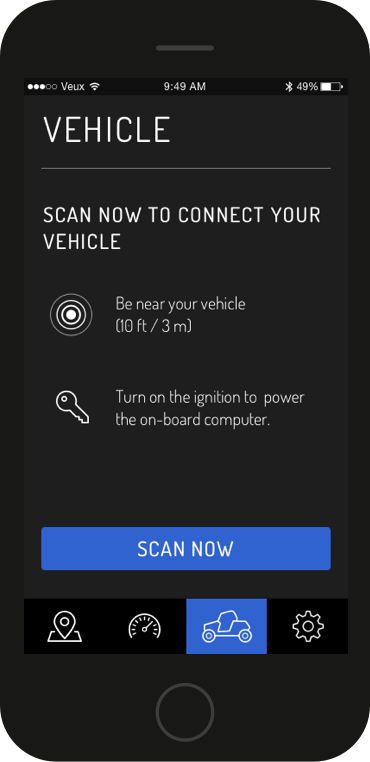 Veux 9:49 AM 49%
VEHICLE
SCAN NOW TO CONNECT YOUR
VEHICLE
Be near your vehicle
(10 ft / 3 m)
Turn on the ignition to power
the on-board computer.
SCAN NOW